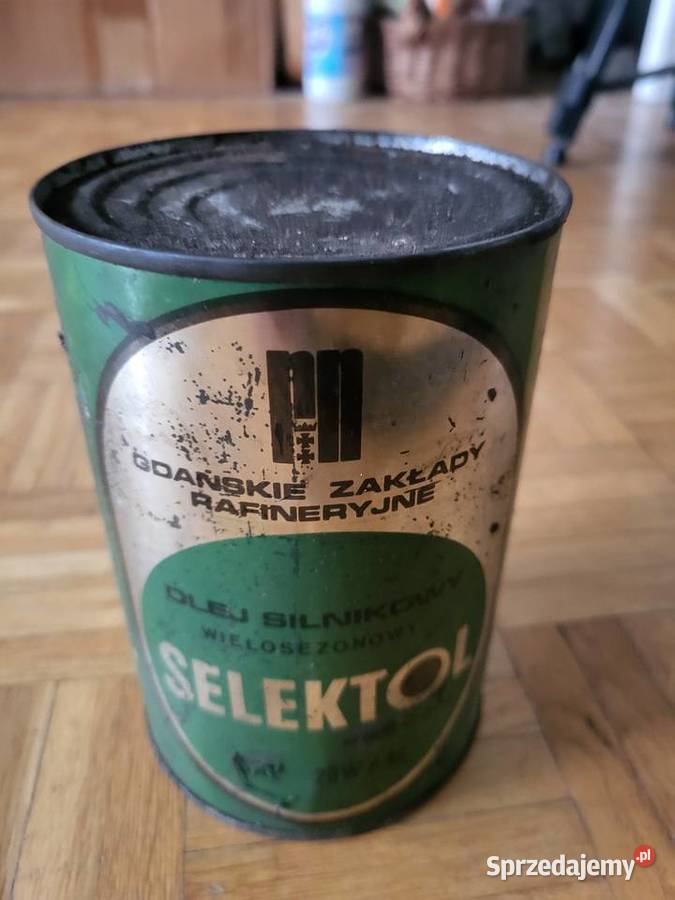 GDAŃSKIE ZAKŁADY
RAFINERYJNE
OLEJ SILNIKOWY
WIELOSEZONOWY
SELEKTOL
Sprzedajemy.pl